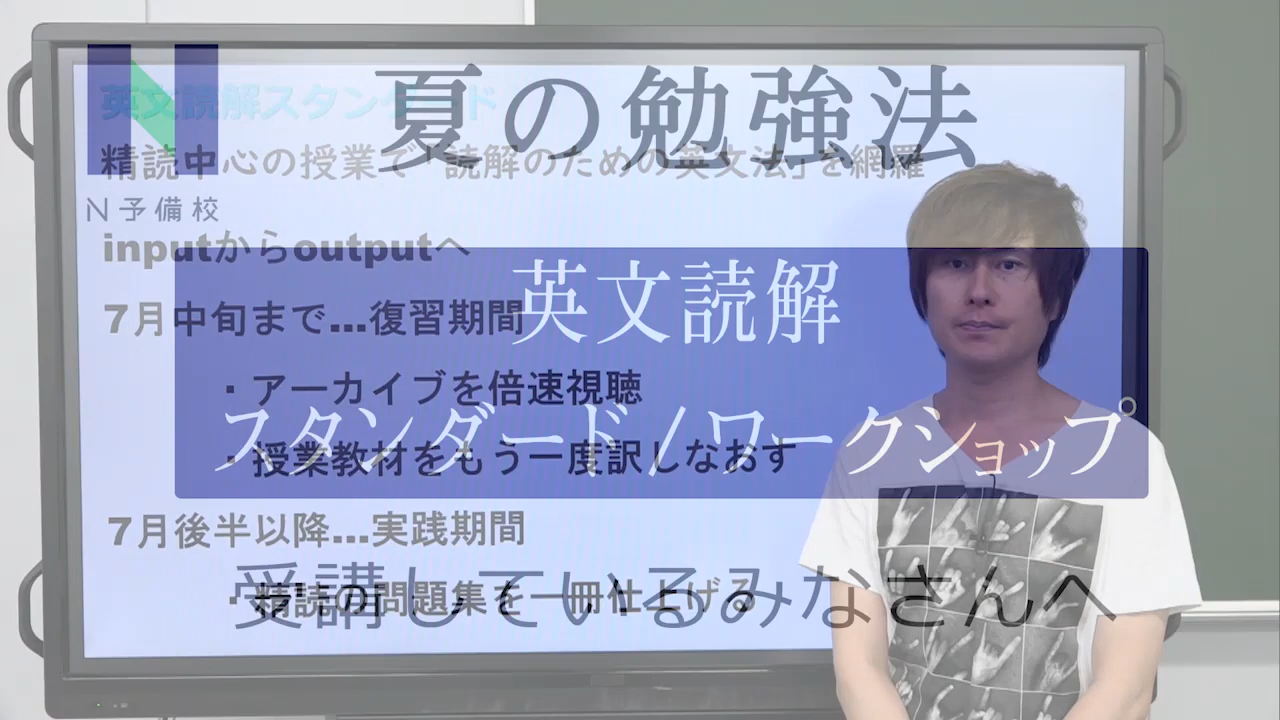 夏の勉強法
英文読解スタンダード
精読中心の授業で「読解のための英文法」を網羅
N予備校
inputからoutputへ
英文読解
7月中旬まで…復習期間
・アーカイブを倍速視聴
スタンダード/ワークショップ
・授業教材をもう一度訳しなおす
7月後半以降…実践期間
受講しているみなさんへ
・精読の問題集を一冊仕上げる